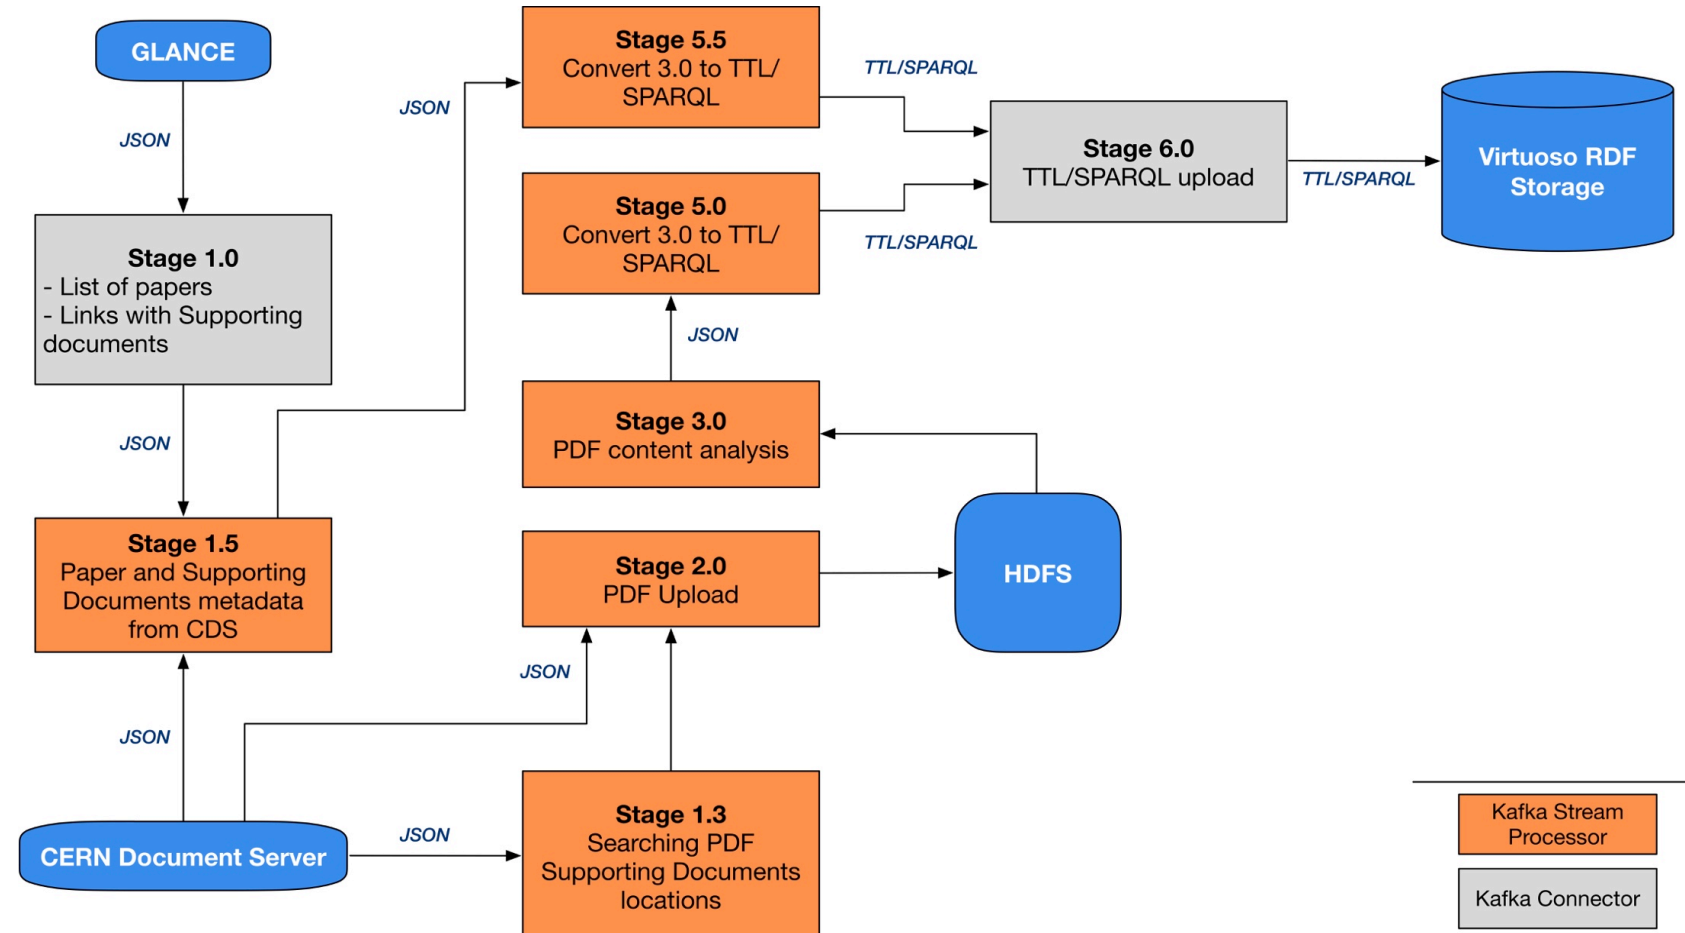 GLANCE
JSON
Stage 1.0
- List of papers
- Links with Supporting
documents
JSON
Stage 1.5
Paper and Supporting
Documents metadata
from CDS
JSON
CERN Document Server
JSON
Stage 5.5
Convert 3.0 to TTL/
SPARQL
TTL/SPARQL
Stage 5.0
Convert 3.0 to TTL/
SPARQL
TTL/SPARQL
JSON
Stage 3.0
PDF content analysis
Stage 2.0
PDF Upload
JSON
JSON
Stage 1.3
Searching PDF
Supporting Documents
locations
HDFS
Stage 6.0
TTL/SPARQL upload
TTL/SPARQL
Virtuoso RDF
Storage
Kafka Stream
Processor
Kafka Connector